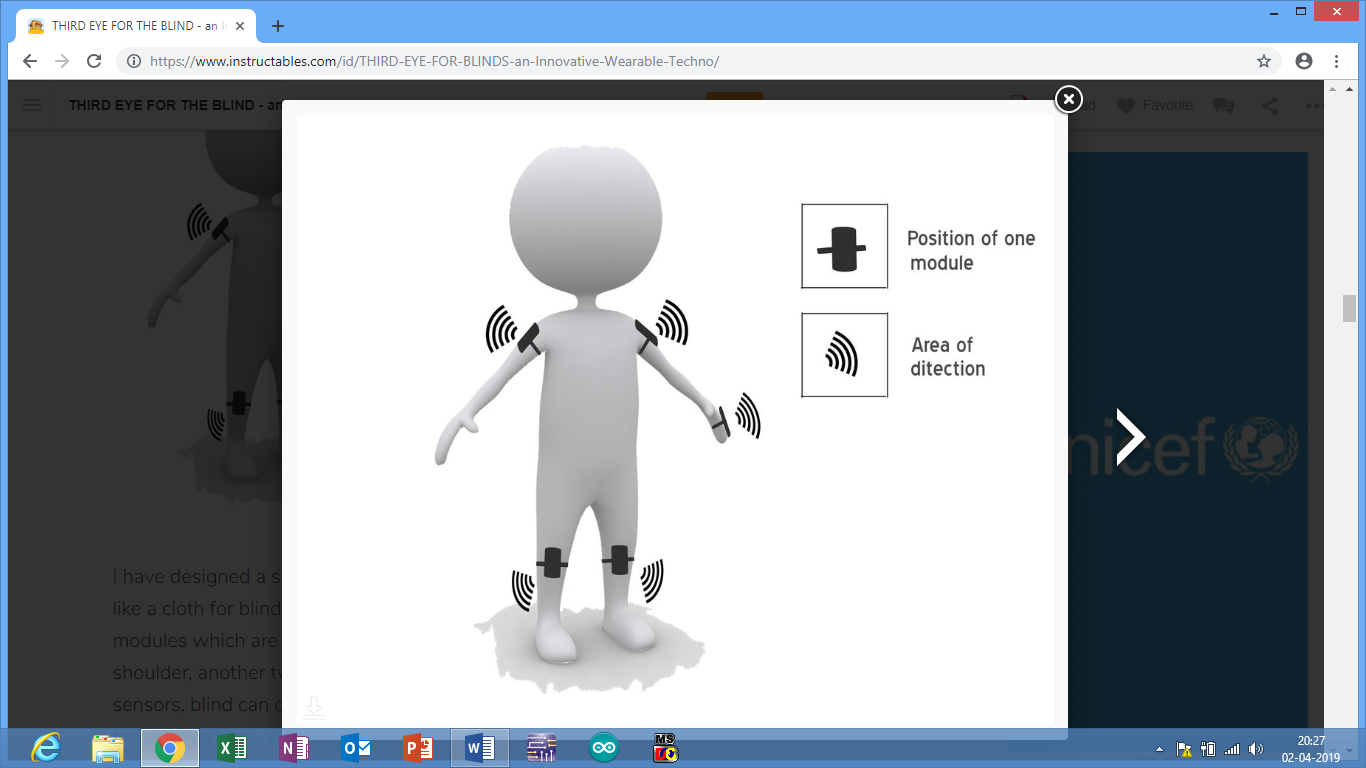 THIRD EYE FOR THE BLIND - an I
https://www.instructables.com/id/THIRD-EYE-FOR-BLINDS-an-Innovative-Wearable-Techno/
THIRD EYE FOR THE BLIND - an
Favorite
Position of one
module
Area of
ditection
I have designed a s
like a cloth for blind
modules which are
shoulder, another tw
sensors, blind can d
nicef
MS
20:27
02-04-2019